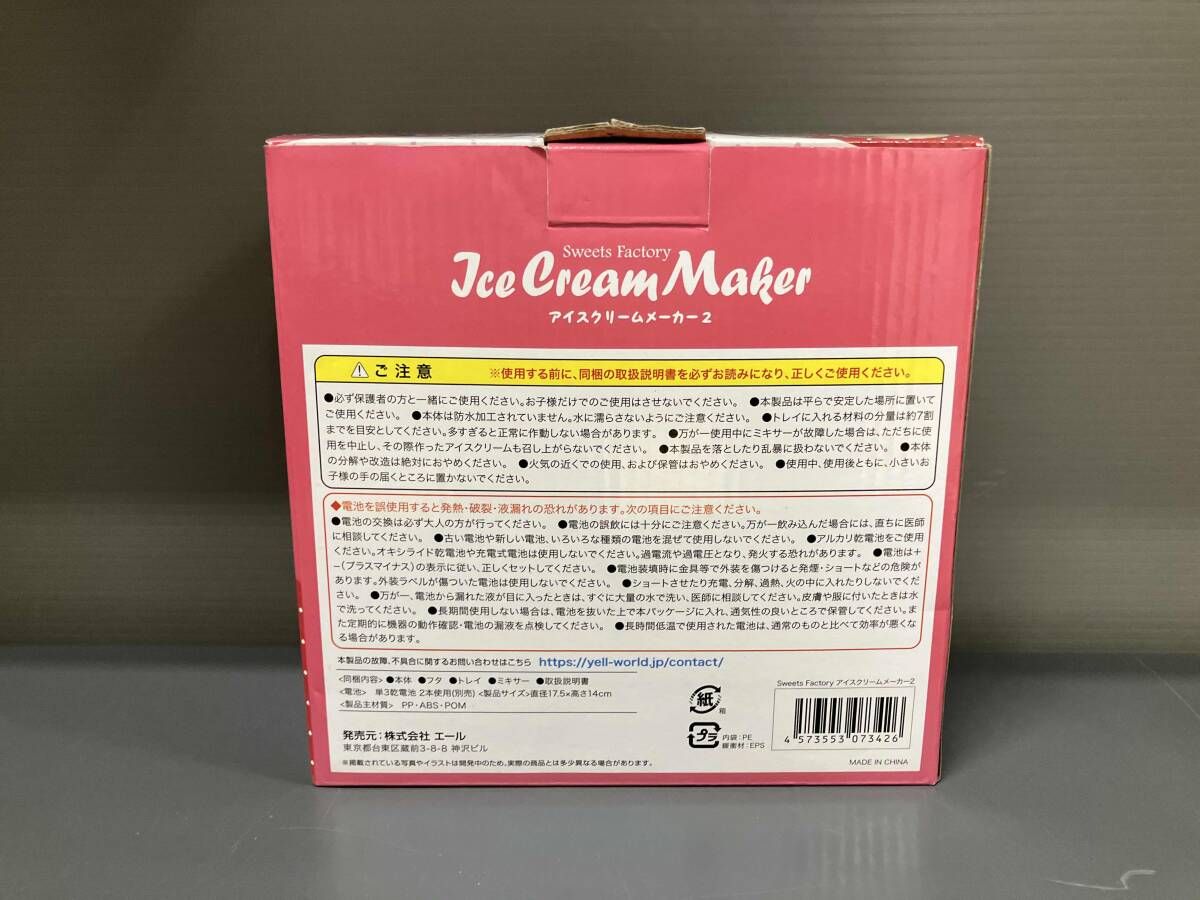 Sweets Factory
Ice Cream Maker
アイスクリームメーカー2
ご注意 ※使用する前に、同梱の取扱説明書を必ずお読みになり、正しくご使用ください。
●必ず保護者の方と一緒にご使用ください。お子様だけでのご使用はさせないでください。 ●本製品は平らで安定した場所に置いて
ご使用ください。 ●本体は防水加工されていません。水に濡らさないようにご注意ください。 ●トレイに入れる材料の分量は約7割
までを目安としてください。多すぎると正常に作動しない場合があります。 ●万が一使用中にミキサーが故障した場合は、ただちに使
用を中止し、その際作ったアイスクリームも召し上がらないでください。 ●本製品を落としたり乱暴に扱わないでください。 ●本体
の分解や改造は絶対におやめください。 ●火気の近くでの使用、および保管はおやめください。 ●使用中、使用後ともに、小さいお
子様の手の届くところに置かないでください。
◆電池を誤使用すると発熱・破裂・液漏れの恐れがあります。次の項目にご注意ください。
●電池の交換は必ず大人の方が行ってください。 ●電池の誤飲には十分にご注意ください。万が一飲み込んだ場合には、直ちに医師
に相談してください。 ●古い電池や新しい電池、いろいろな種類の電池を混ぜて使用しないでください。 ●アルカリ乾電池をご使用
ください。オキシライド乾電池や充電式電池は使用しないでください。過電流や過電圧となり、発火する恐れがあります。 ●電池は+
−(プラスマイナス)の表示に従い、正しくセットしてください。 ●電池装填時に金具等で外装を傷つけると発煙・ショートなどの危険が
あります。外装ラベルが傷ついた電池は使用しないでください。 ●ショートさせたり充電、分解、過熱、火の中に入れたりしないでくだ
さい。 ●万が一、電池から漏れた液が目に入ったときは、すぐに大量の水で洗い、医師に相談してください。皮膚や服に付いたときは水
で洗ってください。 ●長期間使用しない場合は、電池を抜いた上で本パッケージに入れ、通気性の良いところで保管してください。ま
た定期的に機器の動作確認・電池の漏液を点検してください。 ●長時間低温で使用された電池は、通常のものと比べて効率が悪くな
る場合があります。
本製品の故障、不具合に関するお問い合わせはこちら https://yell-world.jp/contact/
<同梱内容> ●本体 ●フタ ●トレイ ●ミキサー ●取扱説明書
<電池> 単3乾電池 2本使用(別売) <製品サイズ>直径17.5×高さ14cm
<製品主材質> PP・ABS・POM
発売元:株式会社 エール
東京都台東区蔵前3-8-8 神沢ビル
※掲載されている写真やイラストは開発中のため、実際の商品とは多少異なる場合があります。
紙
箱
プラ
内袋:PE
緩衝材:EPS
Sweets Factory アイスクリームメーカー2
4 573553 073426
MADE IN CHINA